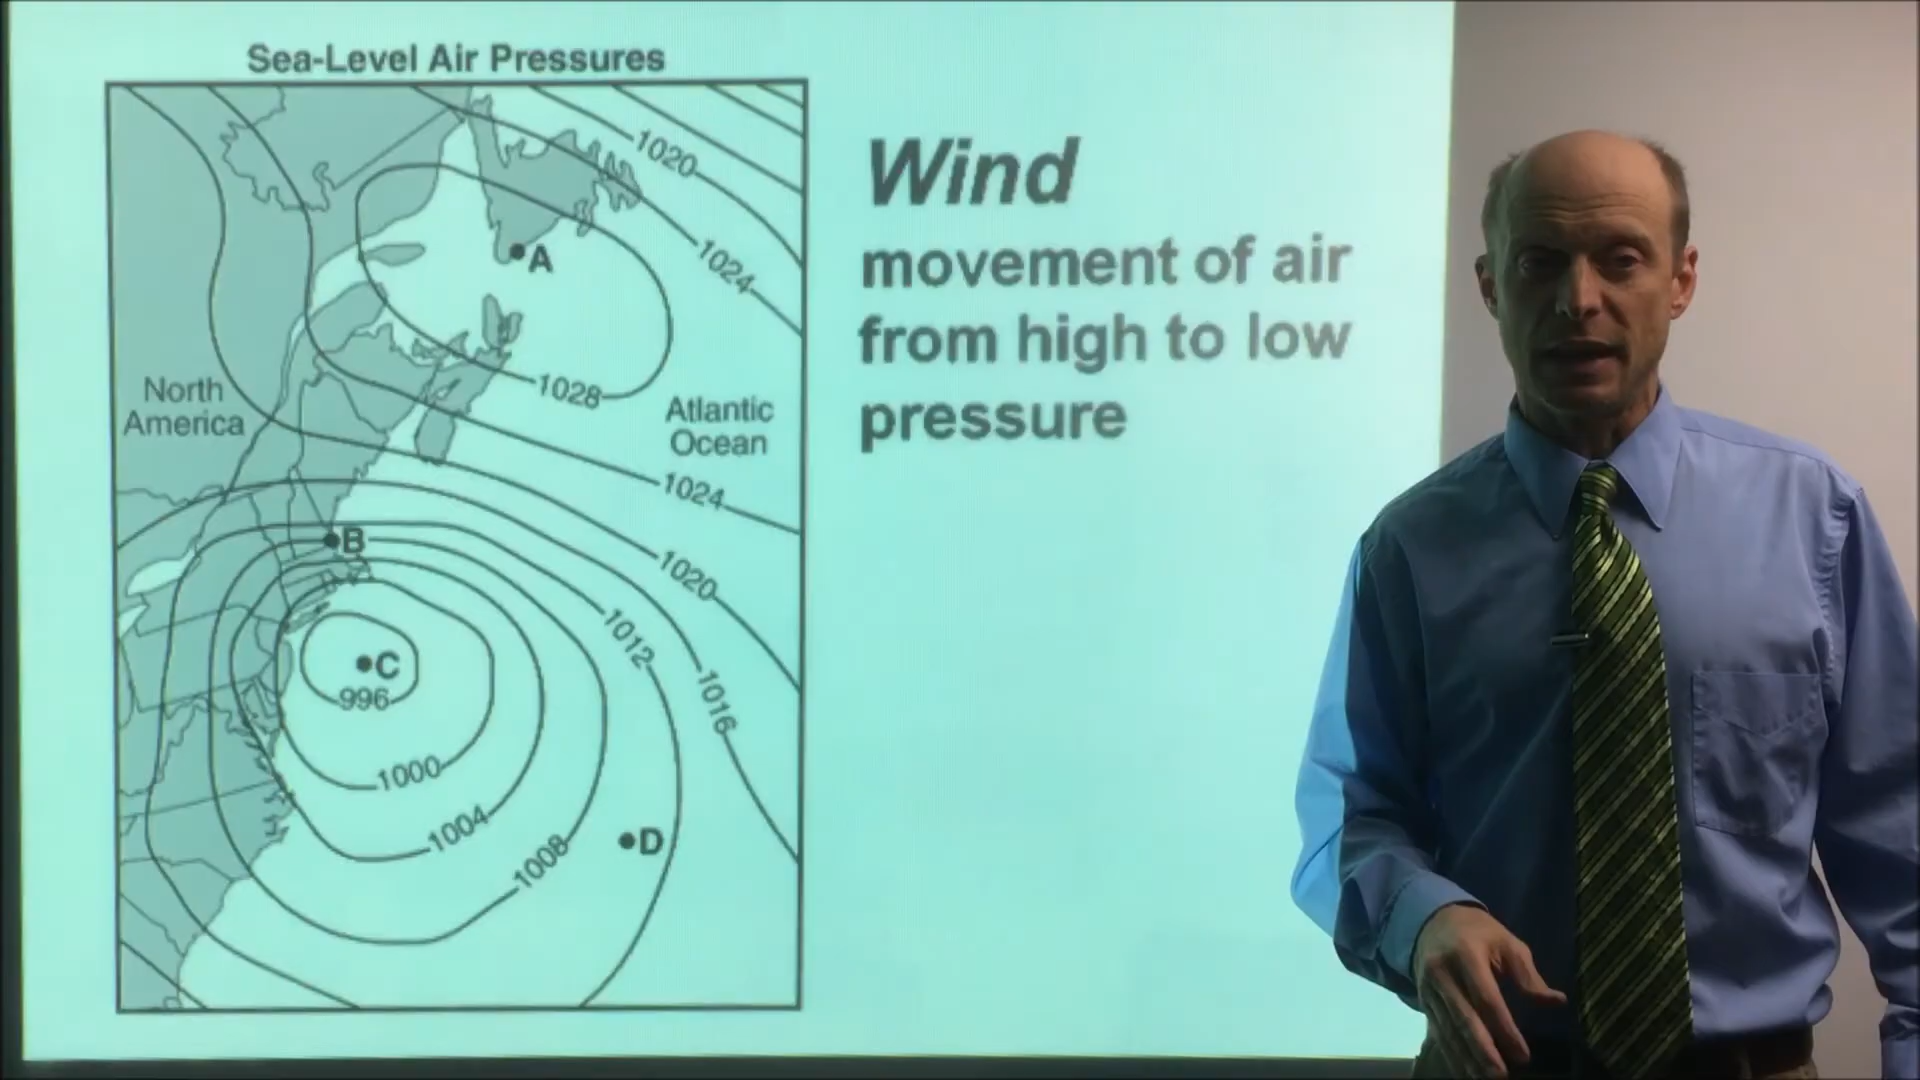 Sea-Level Air Pressures
1020
1024
A
1028
North
America
Atlantic
Ocean
1024
B
1020
1012
1016
C
996
1000
1004
1008
D
Wind
movement of air
from high to low
pressure